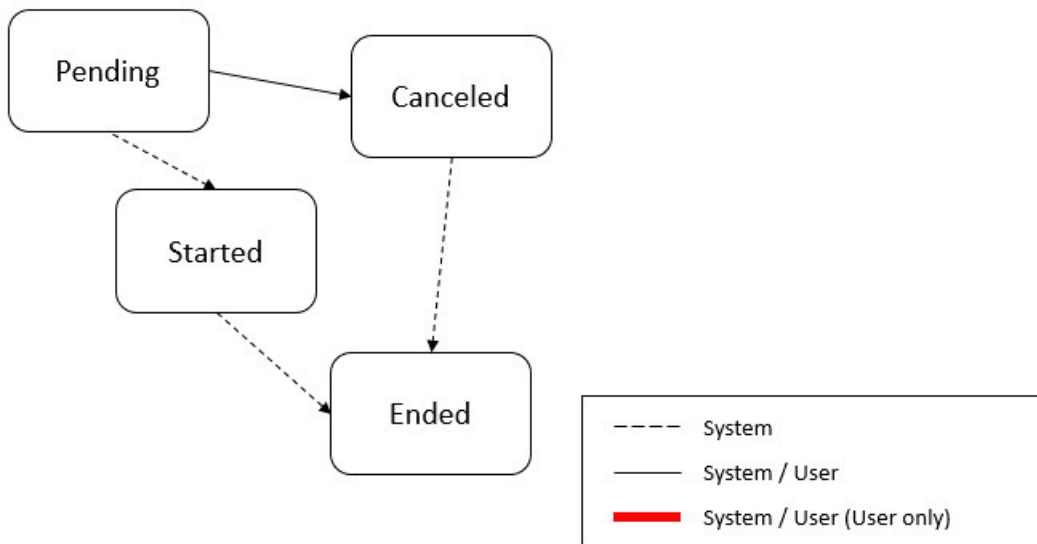 Pending
Canceled
Started
Ended
System
System / User
System / User (User only)